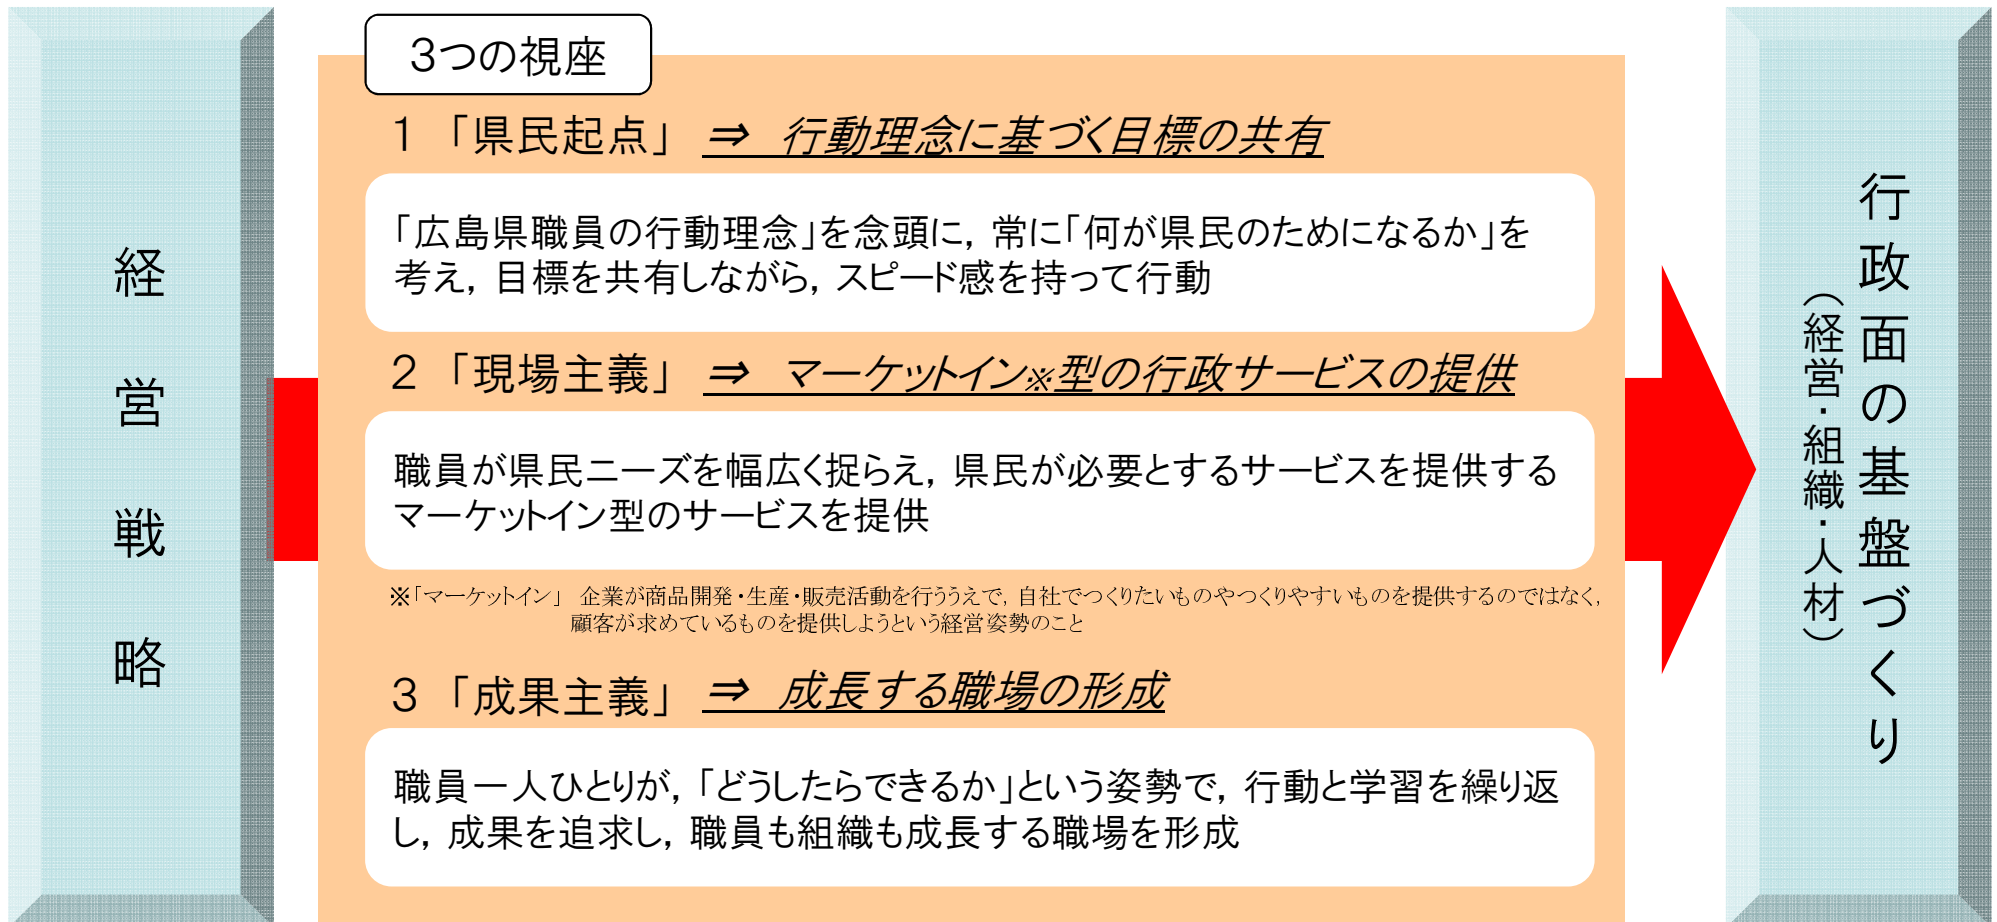 経営戦略
3つの視座
1 「県民起点」 ⇒ 行動理念に基づく目標の共有
「広島県職員の行動理念」を念頭に，常に「何が県民のためになるか」を
考え，目標を共有しながら，スピード感を持って行動
2 「現場主義」 ⇒ マーケットイン※型の行政サービスの提供
職員が県民ニーズを幅広く捉らえ，県民が必要とするサービスを提供する
マーケットイン型のサービスを提供
※「マーケットイン」 企業が商品開発・生産・販売活動を行ううえで，自社でつくりたいものやつくりやすいものを提供するのではなく，
顧客が求めているものを提供しようという経営姿勢のこと
3 「成果主義」 ⇒ 成長する職場の形成
職員一人ひとりが，「どうしたらできるか」という姿勢で，行動と学習を繰り返
し，成果を追求し，職員も組織も成長する職場を形成
行政面の基盤づくり
（経営・組織・人材）